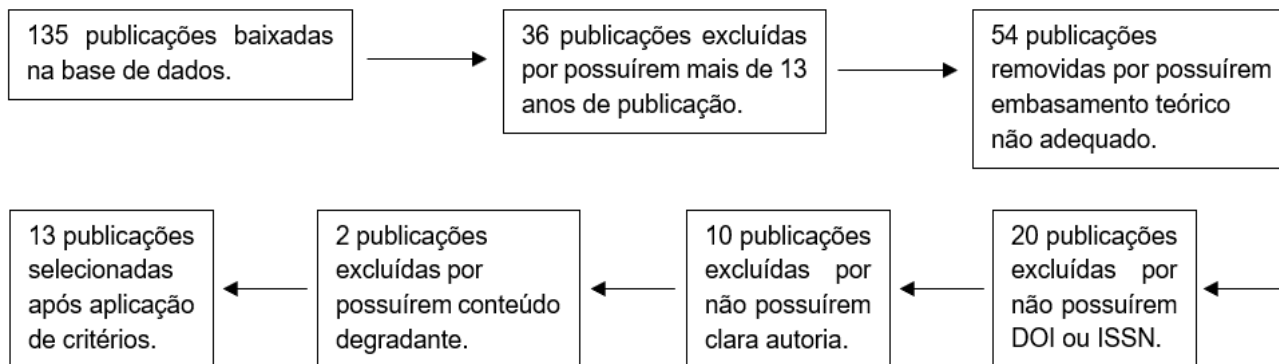 135 publicações baixadas
na base de dados.
36 publicações excluídas
por possuírem mais de 13
anos de publicação.
54 publicações
removidas por possuírem
embasamento teórico
não adequado.
20 publicações
excluídas por
não possuírem
DOI ou ISSN.
10 publicações
excluídas por
não possuírem
clara autoria.
2 publicações
excluídas por
possuírem conteúdo
degradante.
13 publicações
selecionadas
após aplicação
de critérios.